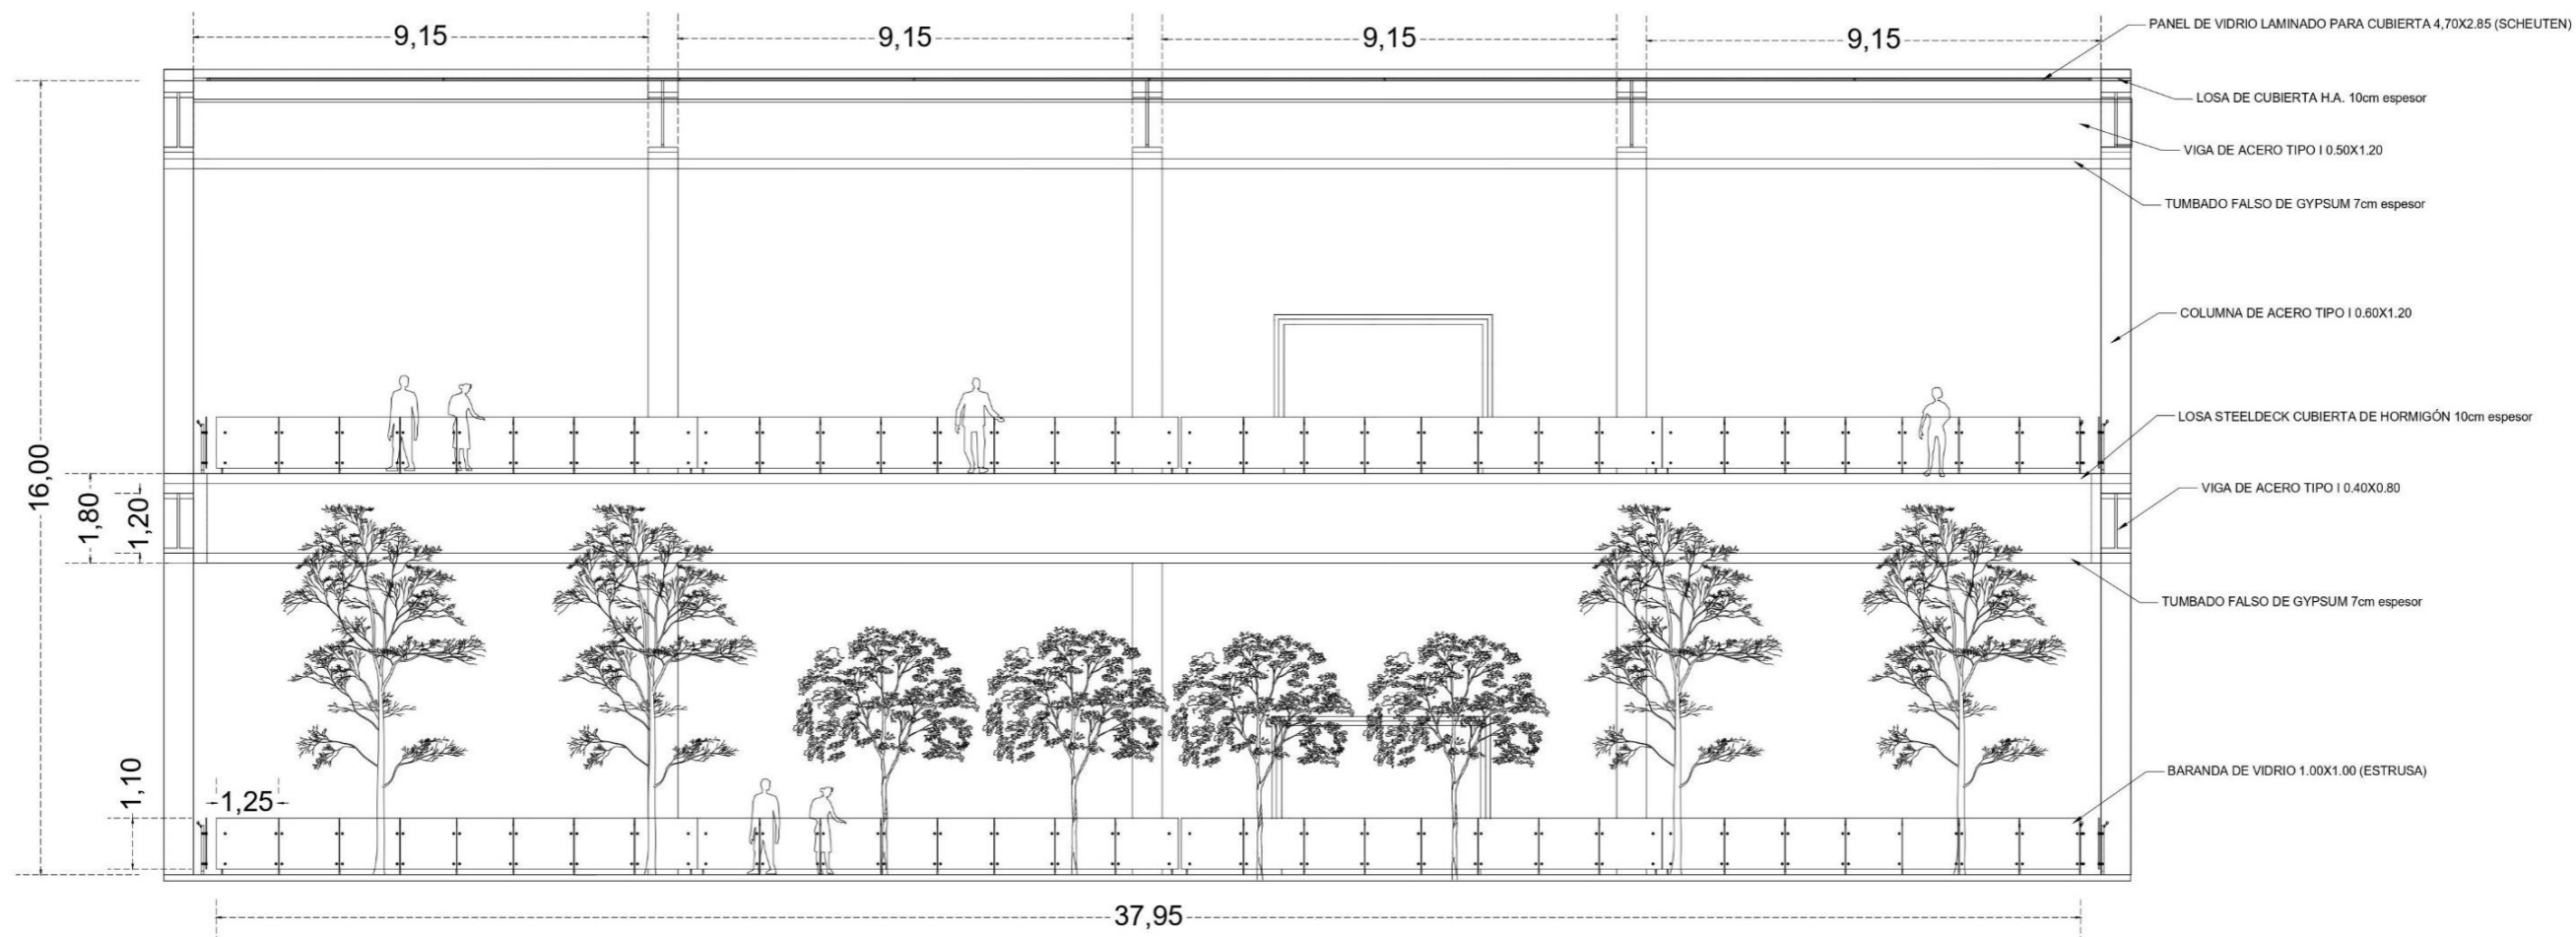 9,15
9,15
9,15
9,15
PANEL DE VIDRIO LAMINADO PARA CUBIERTA 4,70X2.85 (SCHEUTEN)
LOSA DE CUBIERTA H.A. 10cm espesor
VIGA DE ACERO TIPO I 0.50X1.20
TUMBADO FALSO DE GYPSUM 7cm espesor
COLUMNA DE ACERO TIPO I 0.60X1.20
LOSA STEELDECK CUBIERTA DE HORMIGÓN 10cm espesor
16,00
1,80
1,20
VIGA DE ACERO TIPO I 0.40X0.80
TUMBADO FALSO DE GYPSUM 7cm espesor
1,10
1,25
BARANDA DE VIDRIO 1.00X1.00 (ESTRUSA)
37,95